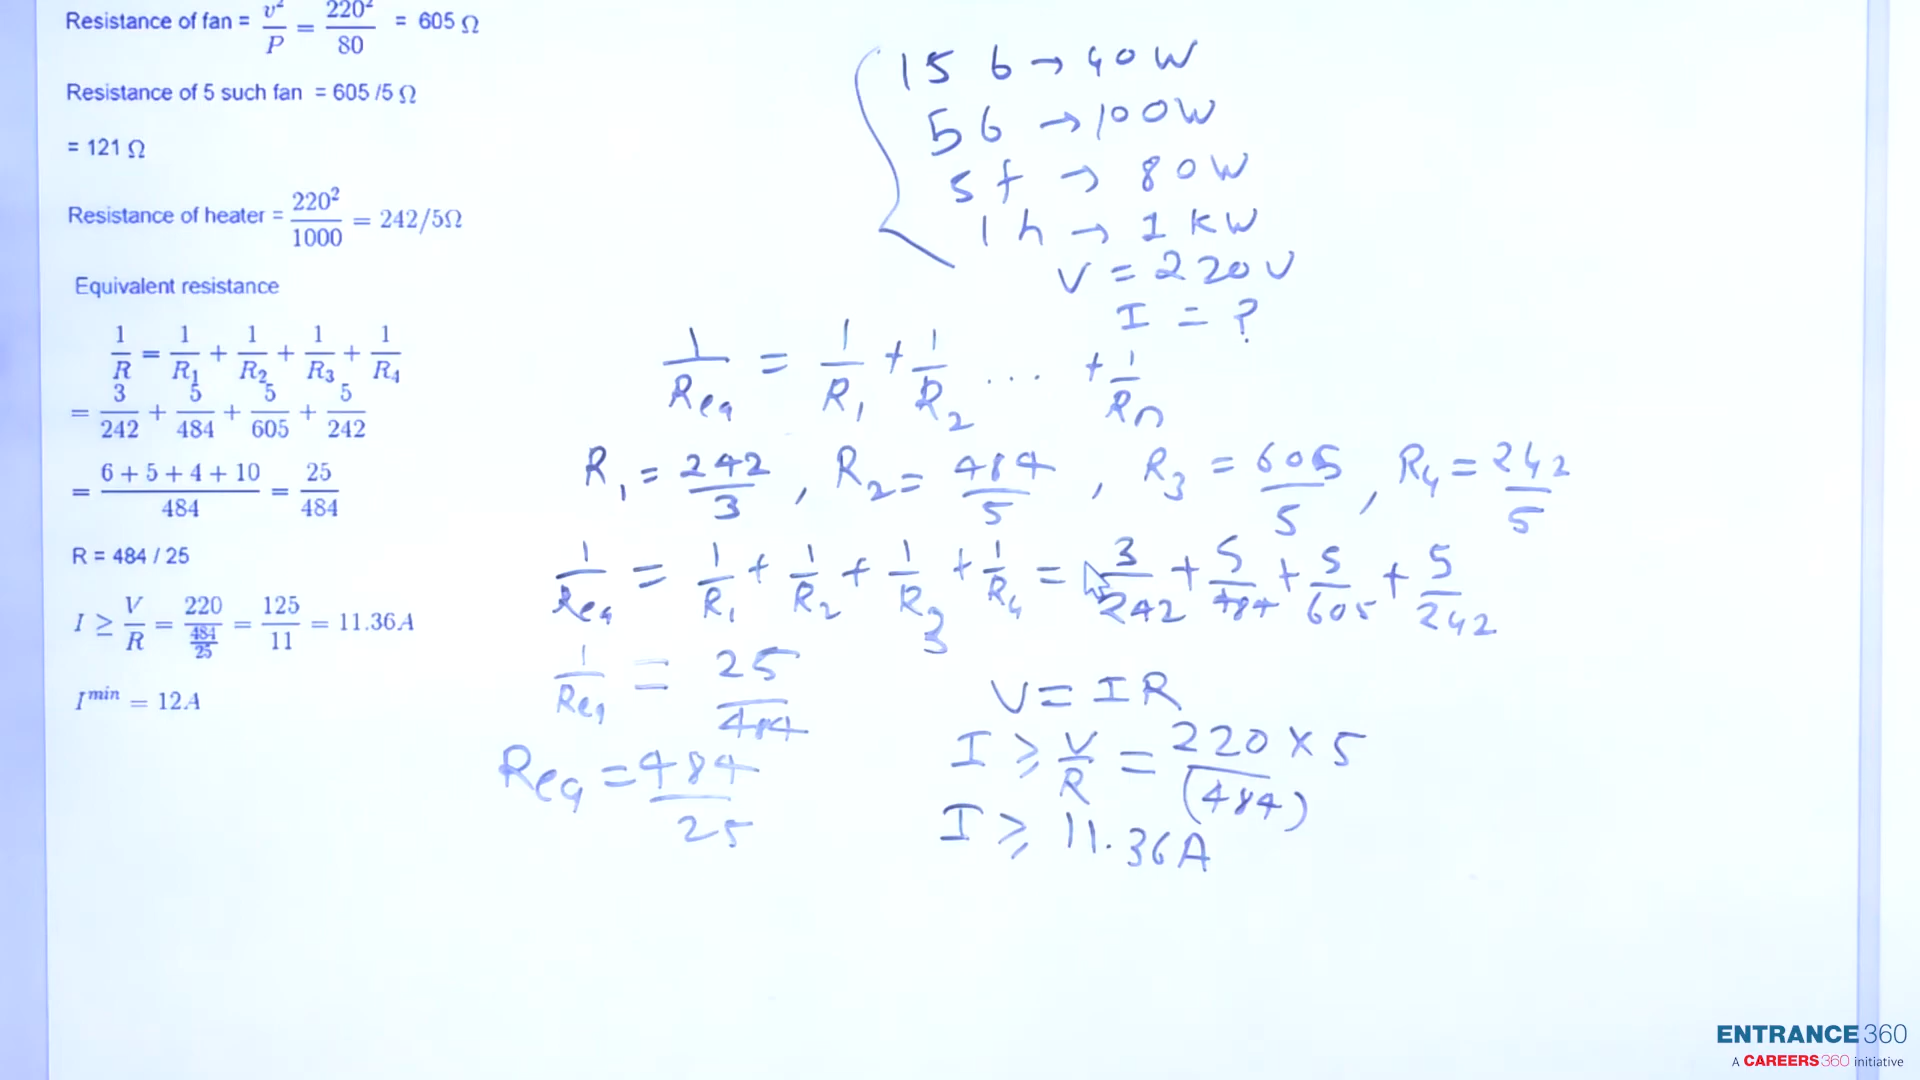 Resistance of fan = v²/P = 220²/80 = 605 Ω
Resistance of 5 such fan = 605 /5 Ω
= 121 Ω
Resistance of heater = 220²/1000 = 242/5Ω
Equivalent resistance
1/R = 1/R₁ + 1/R₂ + 1/R₃ + 1/R₄
= 3/242 + 5/484 + 5/605 + 5/242
= (6 + 5 + 4 + 10)/484 = 25/484
R = 484 / 25
I ≥ V/R = 220/(484/25) = 125/11 = 11.36A
I^min = 12A
15 b → 40W
5 b → 100W
5 f → 80W
1 h → 1 KW
V = 220V
I = ?
1/Req = 1/R₁ + 1/R₂ ... + 1/Rn
R₁ = 242/3 , R₂ = 484/5 , R₃ = 605/5 , R₄ = 242/5
1/Req = 1/R₁ + 1/R₂ + 1/R₃ + 1/R₄ = 3/242 + 5/484 + 5/605 + 5/242
1/Req = 25/484
Req = 484/25
V = IR
I ≥ V/R = 220 × 5/(484)
I ≥ 11.36A
ENTRANCE 360
A CAREERS360 initiative